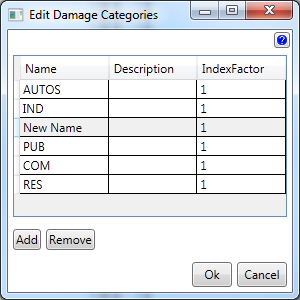 Edit Damage Categories
?
Name Description IndexFactor
AUTOS 1
IND 1
New Name 1
PUB 1
COM 1
RES 1
Add Remove
Ok Cancel